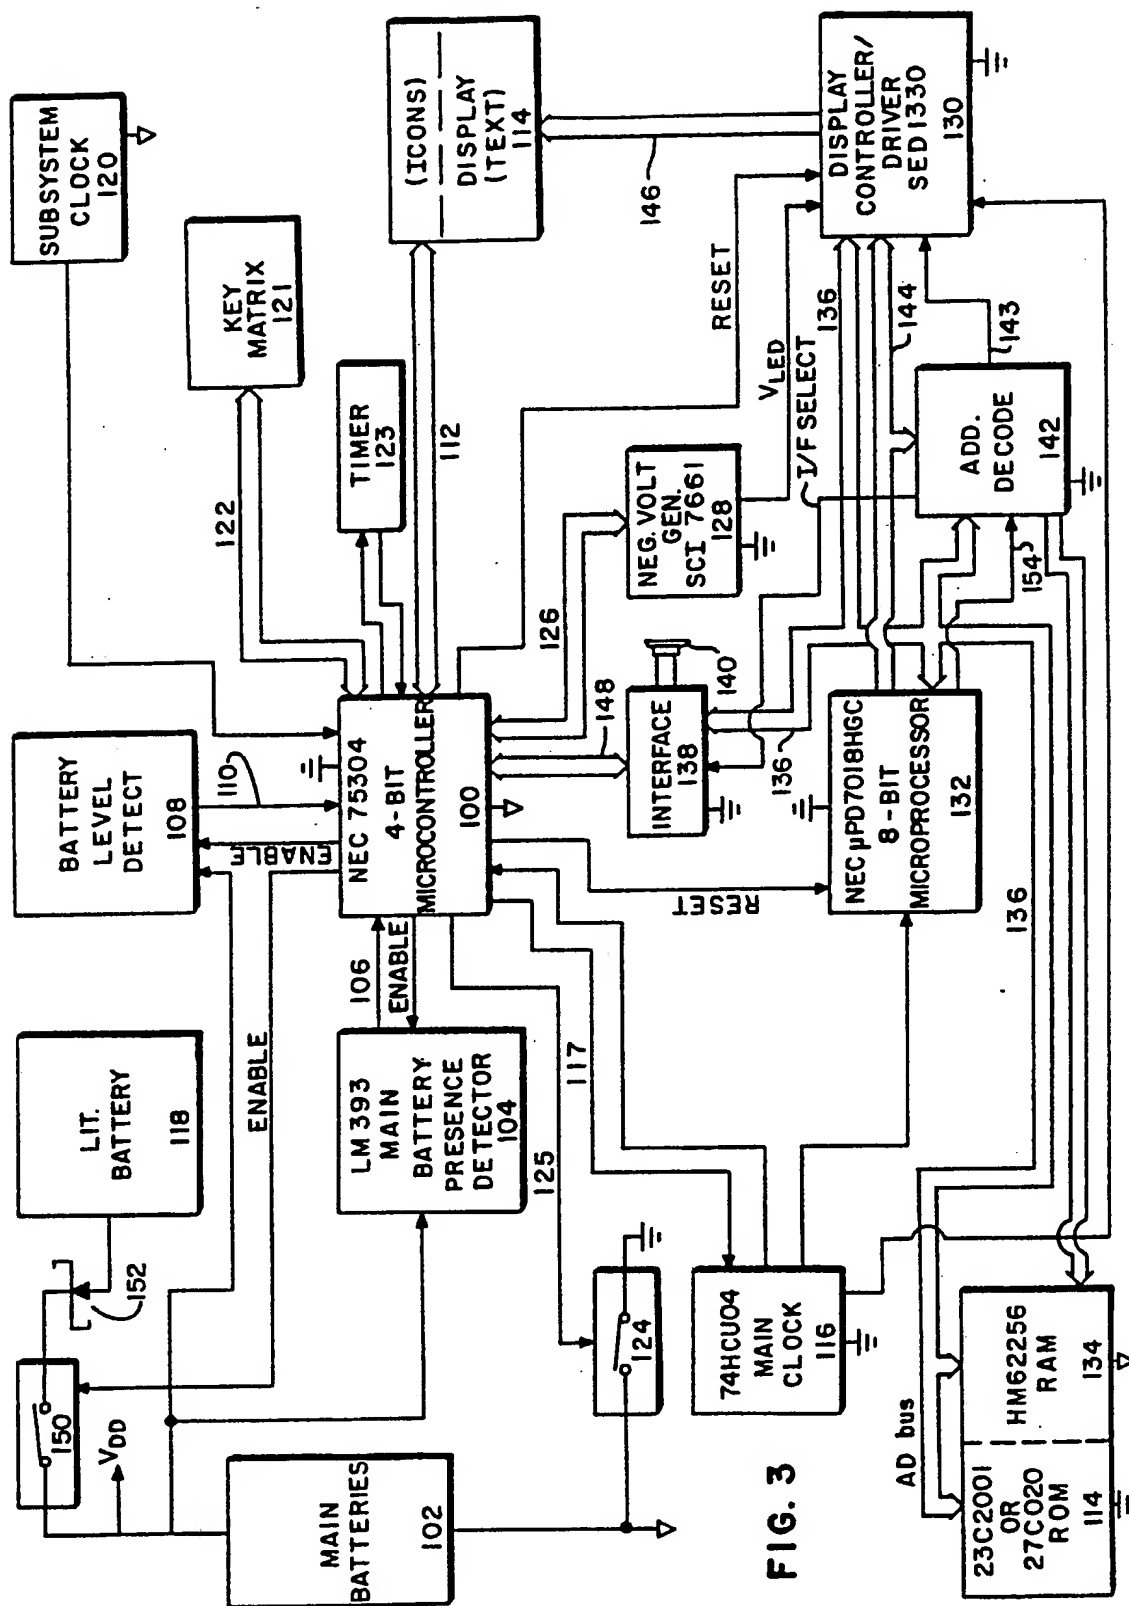 MAIN
BATTERIES
102
VDD
150
152
LIT.
BATTERY
118
ENABLE
BATTERY
LEVEL
DETECT
108
110
ENABLE
SUBSYSTEM
CLOCK
120
KEY
MATRIX
121
122
TIMER
123
112
(ICONS)
DISPLAY
(TEXT)
114
LM393
MAIN
BATTERY
PRESENCE
DETECTOR
104
106
ENABLE
NEC 75304
4-BIT
MICROCONTROLLER
100
125
117
124
126
148
RESET
NEG. VOLT
GEN.
SCI 7661
128
VLED
I/F SELECT
RESET
146
INTERFACE
138
140
136
136
144
DISPLAY
CONTROLLER/
DRIVER
SED1330
130
74HCU04
MAIN
CLOCK
116
NEC µPD7018HGC
8-BIT
MICROPROCESSOR
132
ADD.
DECODE
142
143
154
136
AD bus
23C2001
OR
27C020
ROM
114
HM62256
RAM
134
FIG. 3